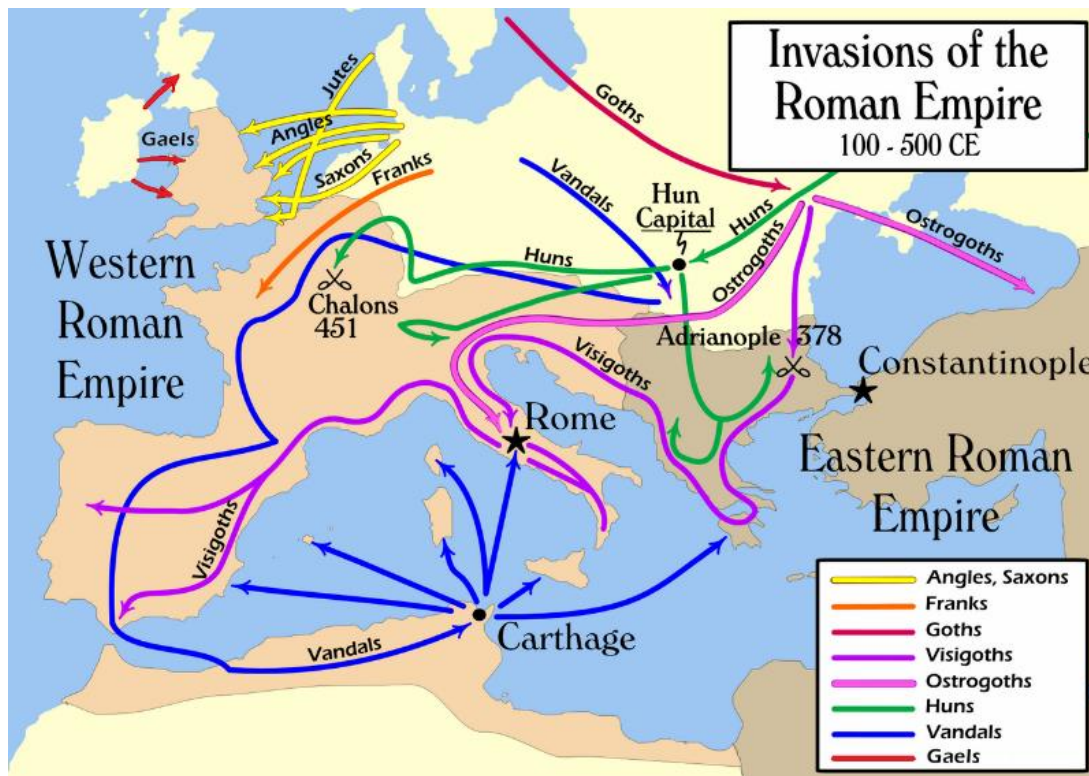 Invasions of the
Roman Empire
100 - 500 CE
Jutes
Gaels
Angles
Saxons
Franks
Goths
Vandals
Hun
Capital
Huns
Ostrogoths
Ostrogoths
Huns
Western
Roman
Empire
Chalons
451
Adrianople 378
Visigoths
Constantinople
Rome
Eastern Roman
Empire
Visigoths
Carthage
Vandals
Angles, Saxons
Franks
Goths
Visigoths
Ostrogoths
Huns
Vandals
Gaels